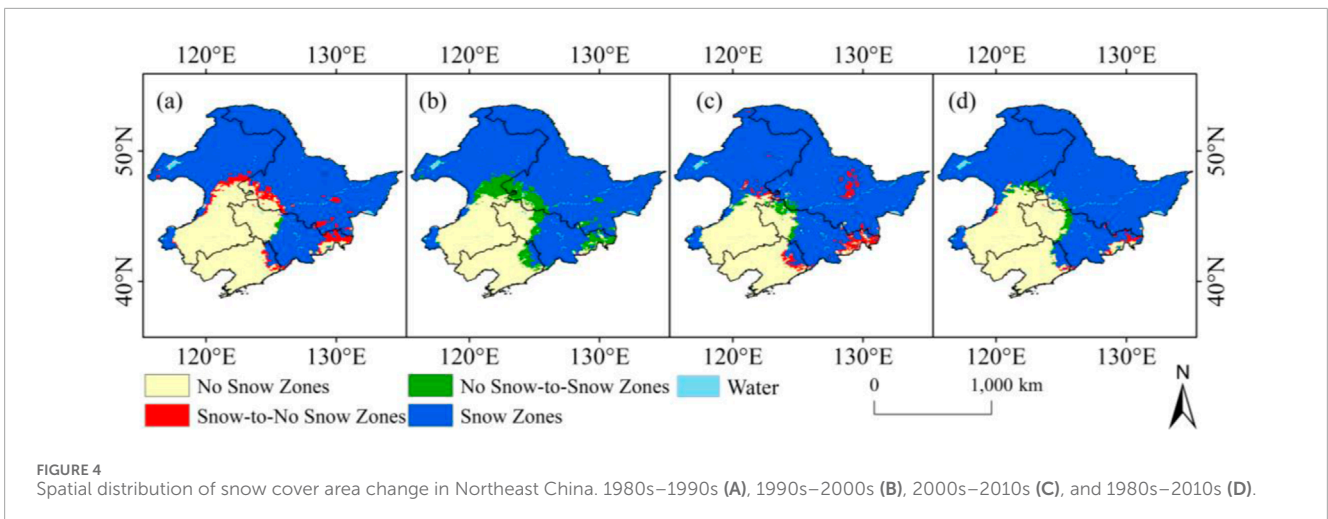 120°E 130°E 120°E 130°E 120°E 130°E 120°E 130°E
(a) (b) (c) (d)
50°N 50°N
40°N 40°N
120°E 130°E 120°E 130°E 120°E 130°E 120°E 130°E
No Snow Zones No Snow-to-Snow Zones Water 0 1,000 km N
Snow-to-No Snow Zones Snow Zones
FIGURE 4
Spatial distribution of snow cover area change in Northeast China. 1980s–1990s (A), 1990s–2000s (B), 2000s–2010s (C), and 1980s–2010s (D).